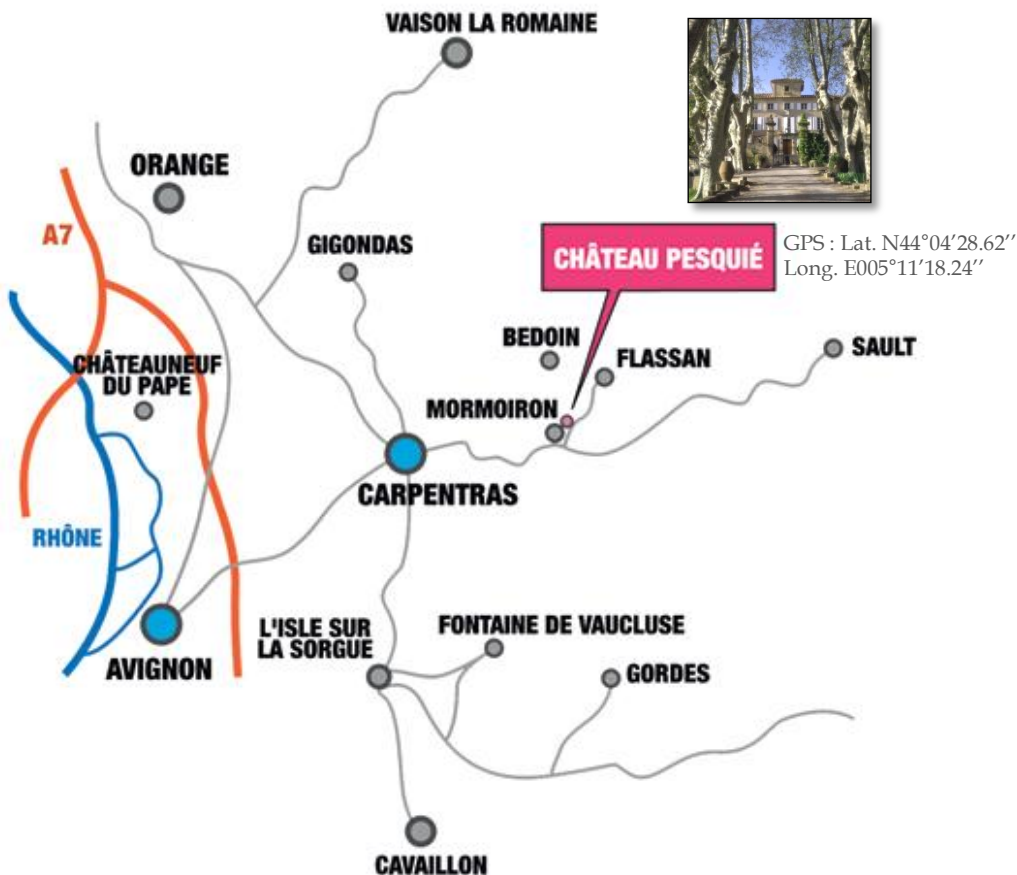 VAISON LA ROMAINE
ORANGE
A7
GIGONDAS
CHÂTEAU PESQUIÉ
GPS : Lat. N44°04′28.62′′
Long. E005°11′18.24′′
BEDOIN
FLASSAN
SAULT
CHÂTEAUNEUF
DU PAPE
MORMOIRON
CARPENTRAS
RHÔNE
L'ISLE SUR
LA SORGUE
FONTAINE DE VAUCLUSE
AVIGNON
GORDES
CAVAILLON